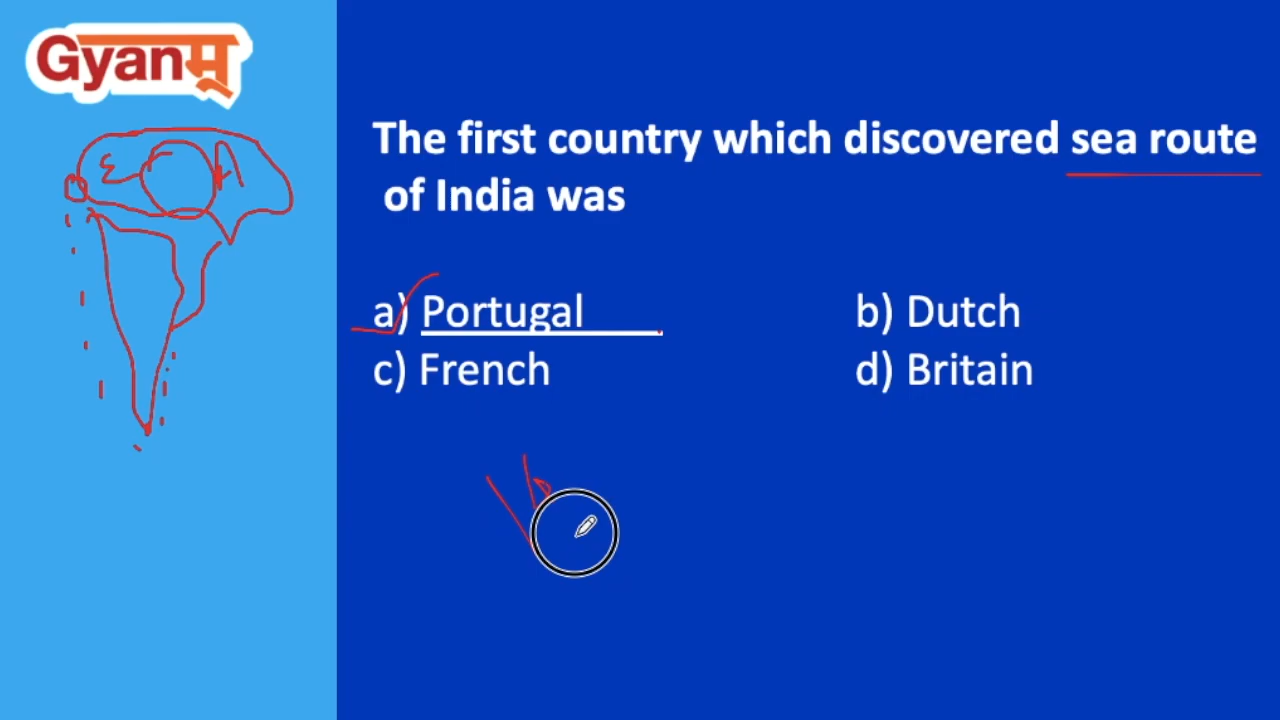 Gyanम्
The first country which discovered sea route
of India was
a) Portugal b) Dutch
c) French d) Britain